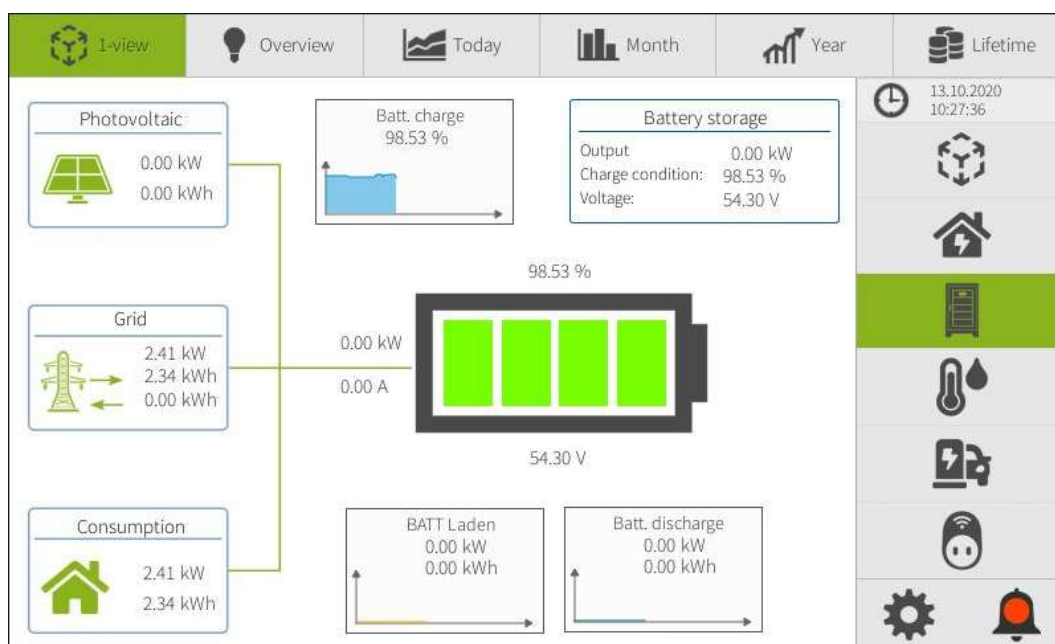 1-view
Overview
Today
Month
Year
Lifetime
13.10.2020
10:27:36
Photovoltaic
0.00 kW
0.00 kWh
Batt. charge
98.53 %
Battery storage
Output 0.00 kW
Charge condition: 98.53 %
Voltage: 54.30 V
98.53 %
Grid
2.41 kW
2.34 kWh
0.00 kWh
0.00 kW
0.00 A
54.30 V
Consumption
2.41 kW
2.34 kWh
BATT Laden
0.00 kW
0.00 kWh
Batt. discharge
0.00 kW
0.00 kWh